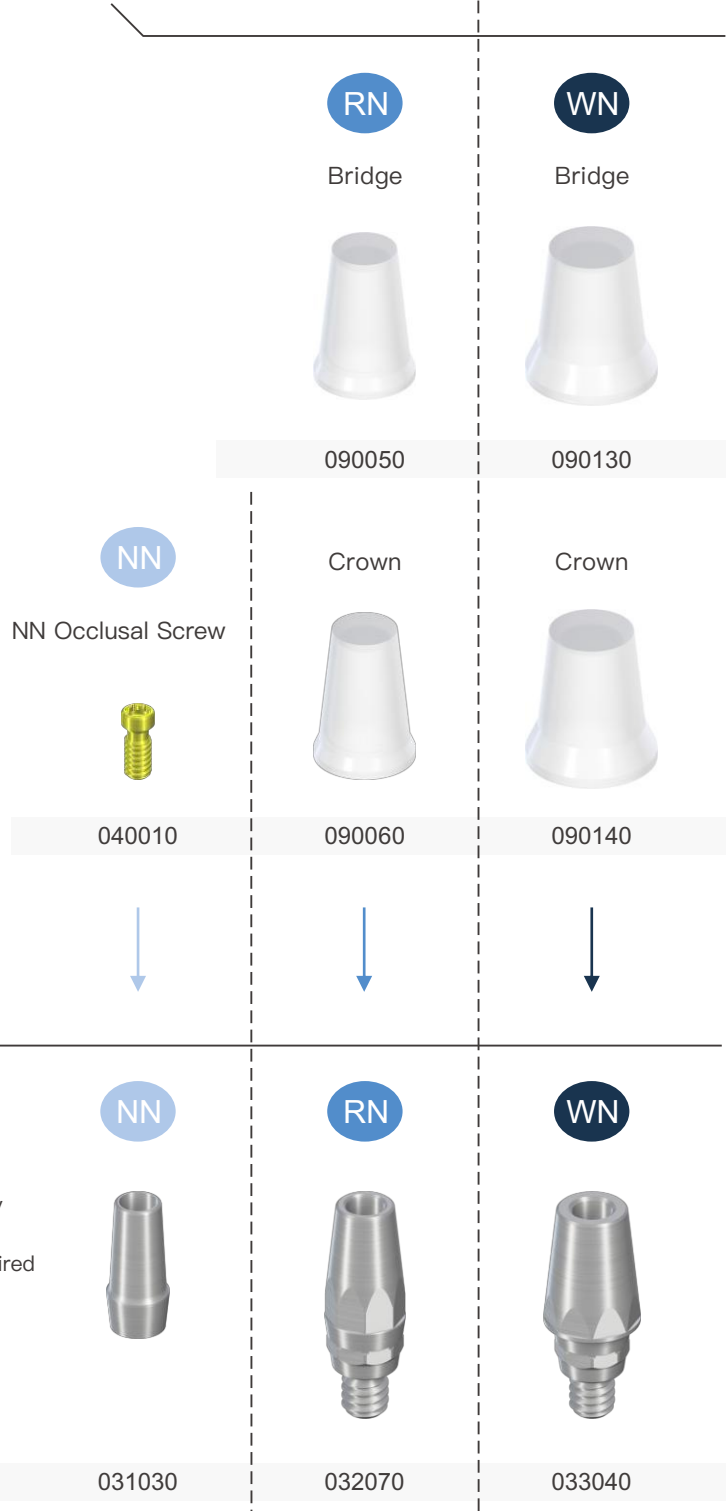 RN WN
Bridge Bridge
090050 090130
NN Crown Crown
NN Occlusal Screw
040010 090060 090140
NN RN WN
ired
031030 032070 033040